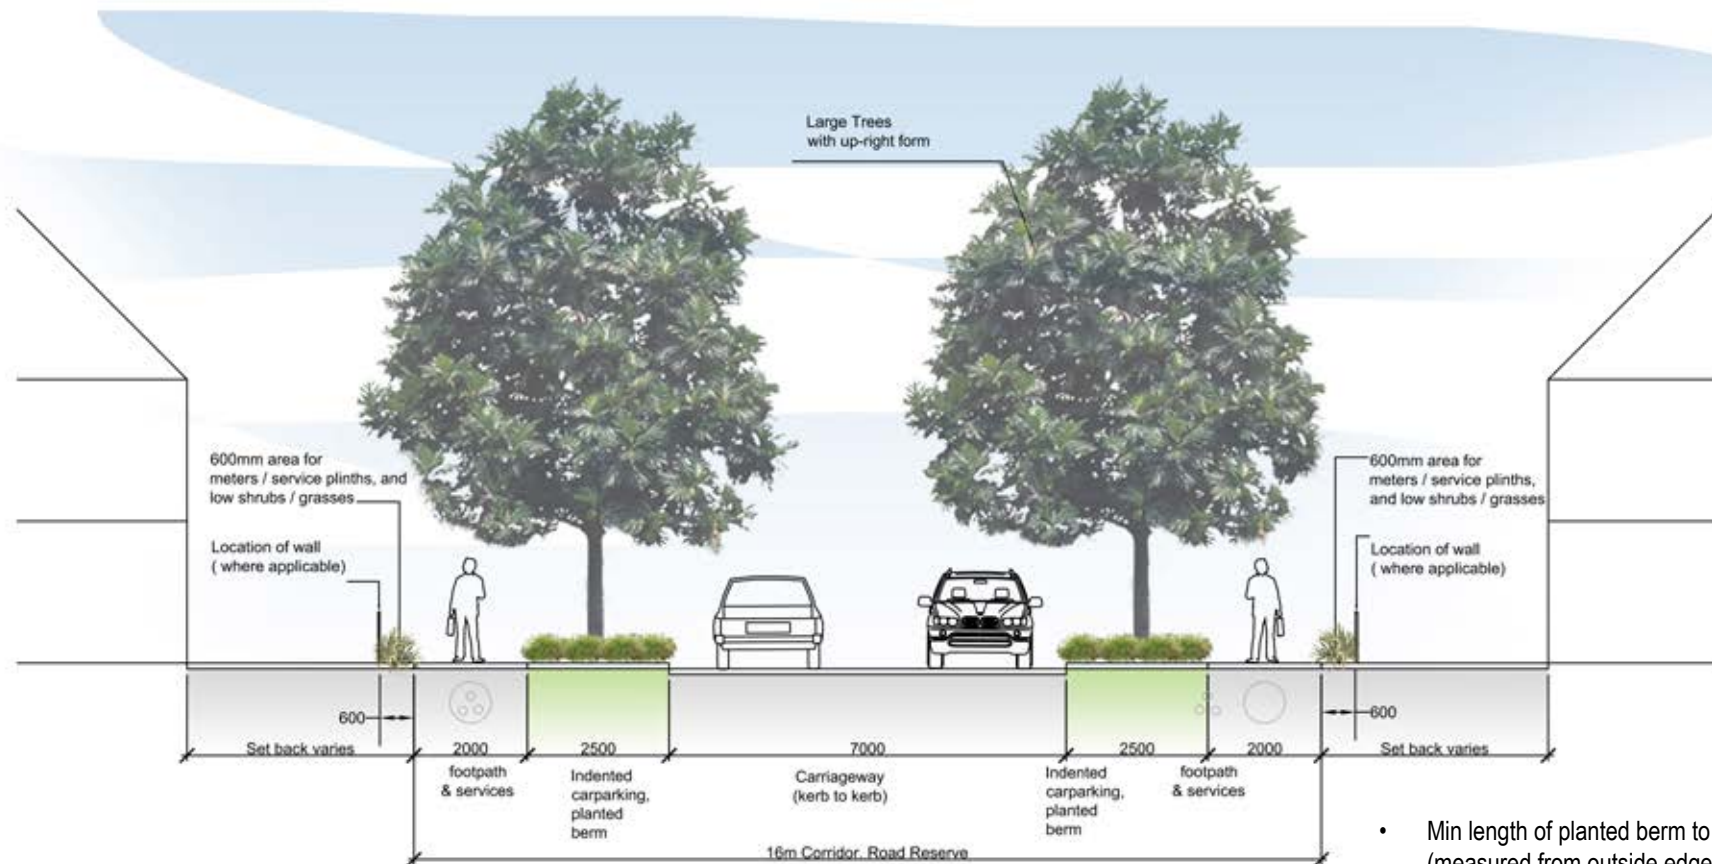 Large Trees
with up-right form
600mm area for
meters / service plinths, and
low shrubs / grasses
Location of wall
( where applicable)
600mm area for
meters / service plinths,
and low shrubs / grasses
Location of wall
( where applicable)
600
600
Set back varies
2000
2500
7000
2500
2000
Set back varies
footpath
& services
Indented
carparking,
planted
berm
Carriageway
(kerb to kerb)
Indented
carparking,
planted
berm
footpath
& services
16m Corridor. Road Reserve
• Min length of planted berm to
(measured from outside edge